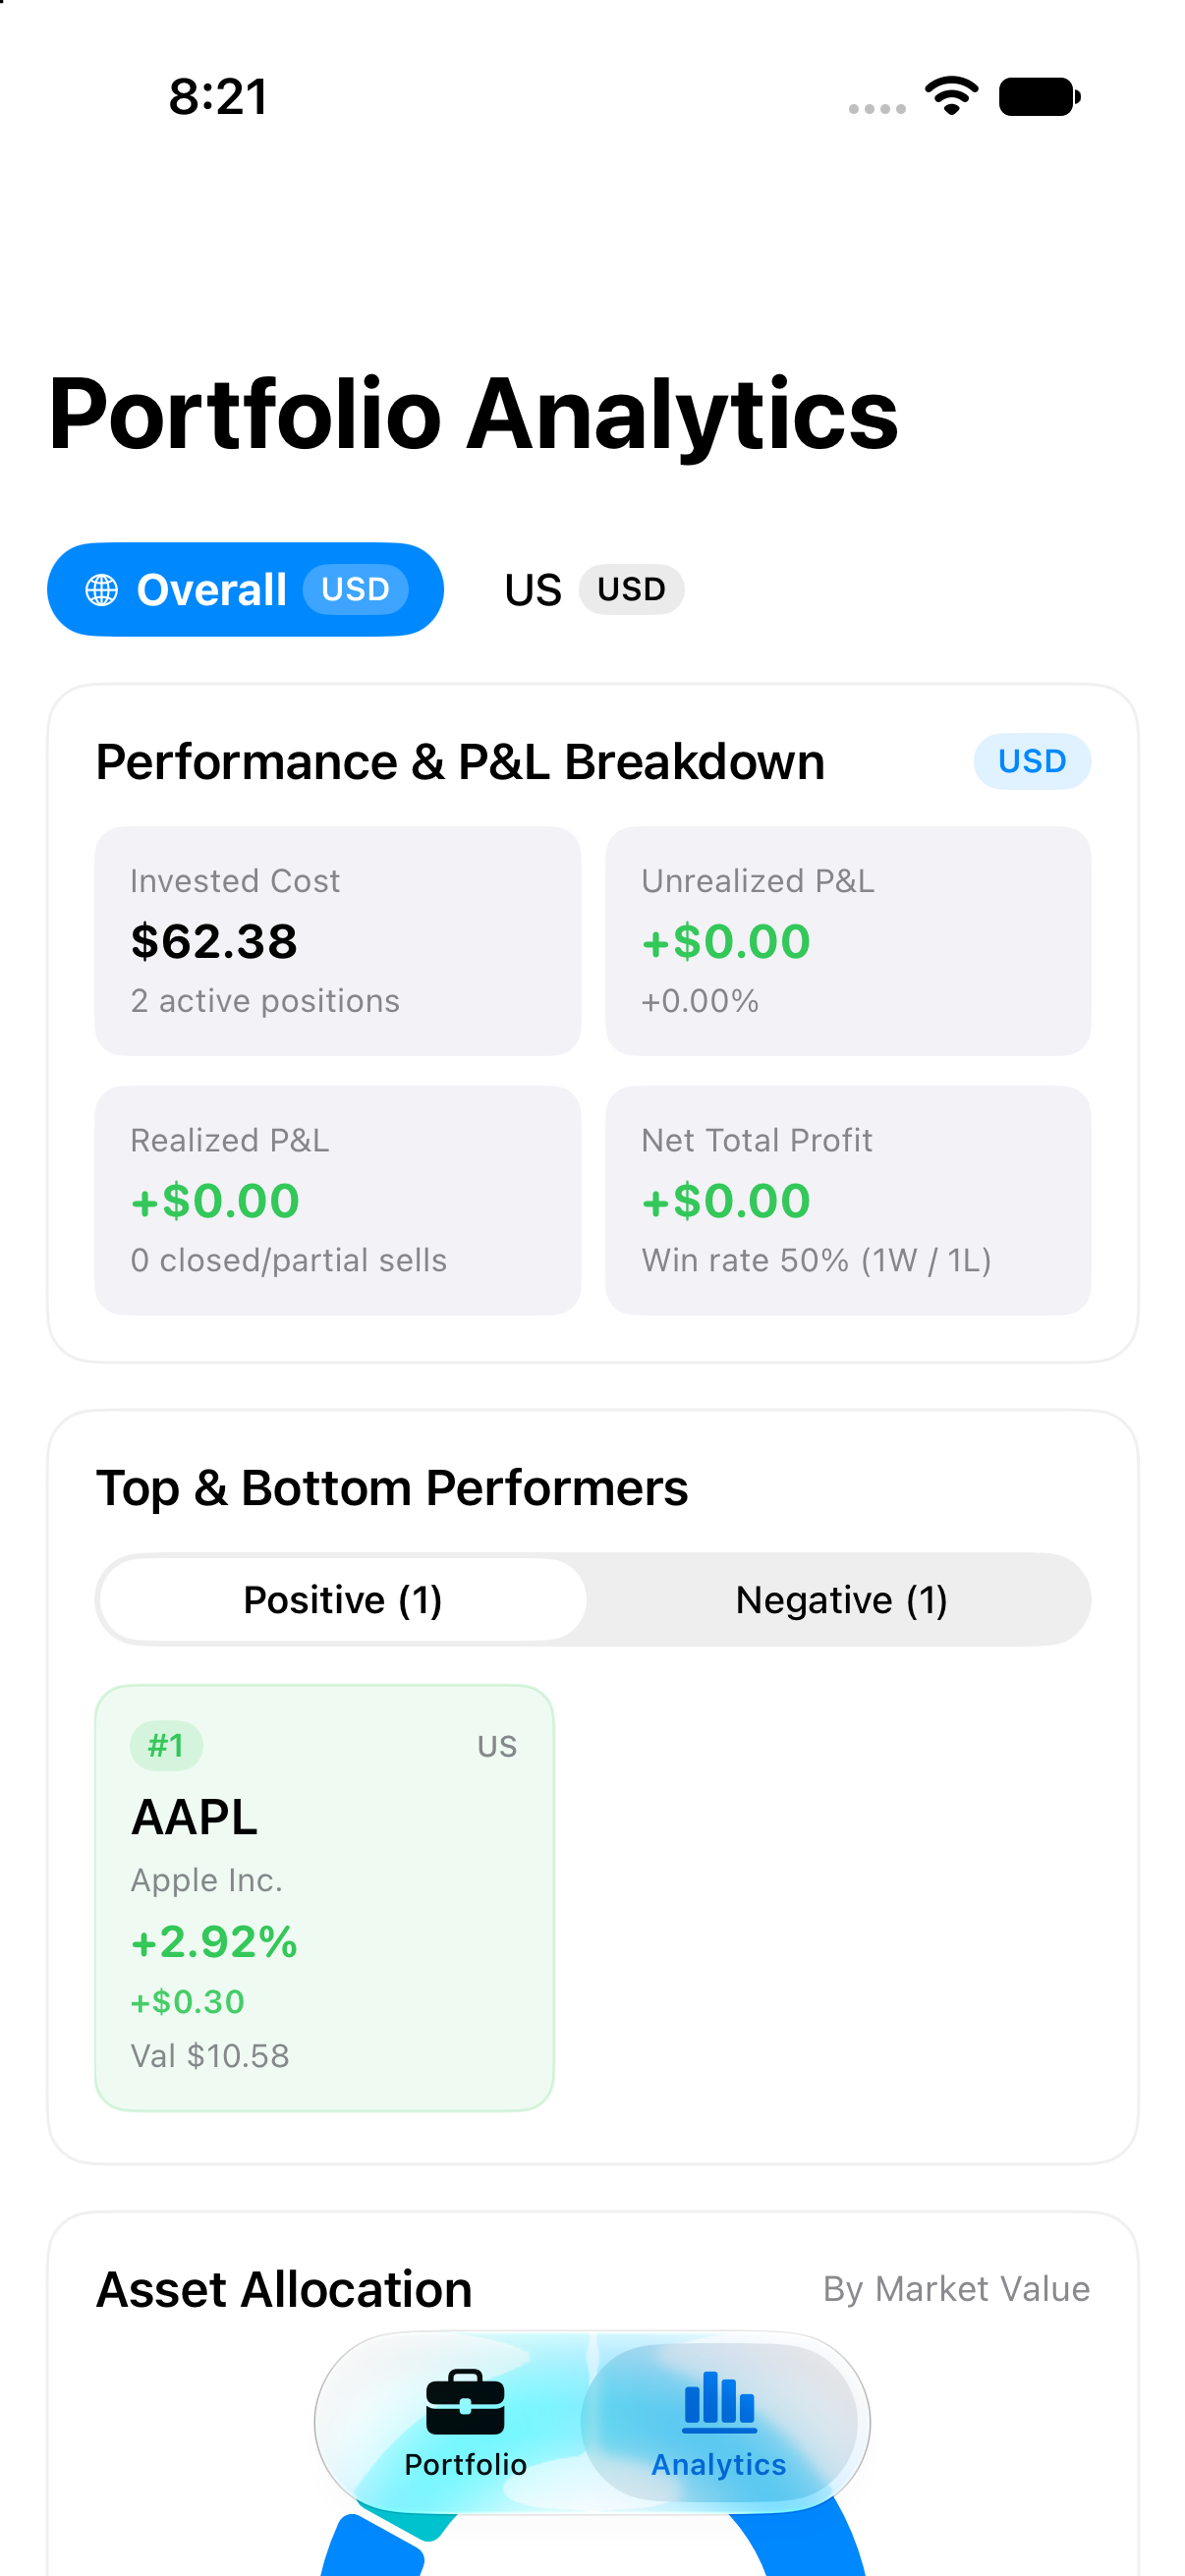 8:21
Portfolio Analytics
Overall USD
US USD
Performance & P&L Breakdown
USD
Invested Cost
$62.38
2 active positions
Unrealized P&L
+$0.00
+0.00%
Realized P&L
+$0.00
0 closed/partial sells
Net Total Profit
+$0.00
Win rate 50% (1W / 1L)
Top & Bottom Performers
Positive (1)
Negative (1)
#1
US
AAPL
Apple Inc.
+2.92%
+$0.30
Val $10.58
Asset Allocation
By Market Value
Portfolio
Analytics